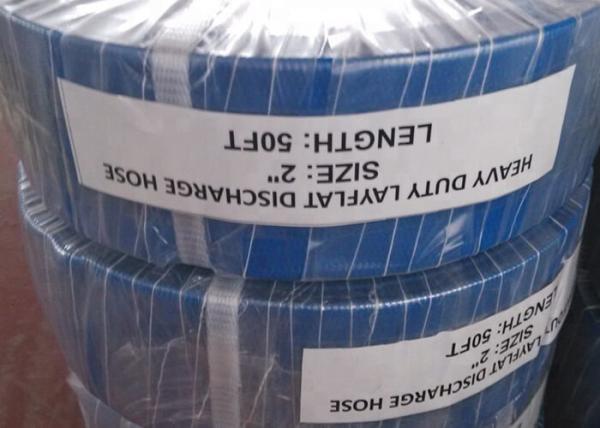 HEAVY DUTY LAYFLAT DISCHARGE HOSE
SIZE: 2"
LENGTH: 50FT
LAYFLAT DISCHARGE HOSE
SIZE: 2"
LENGTH: 50FT